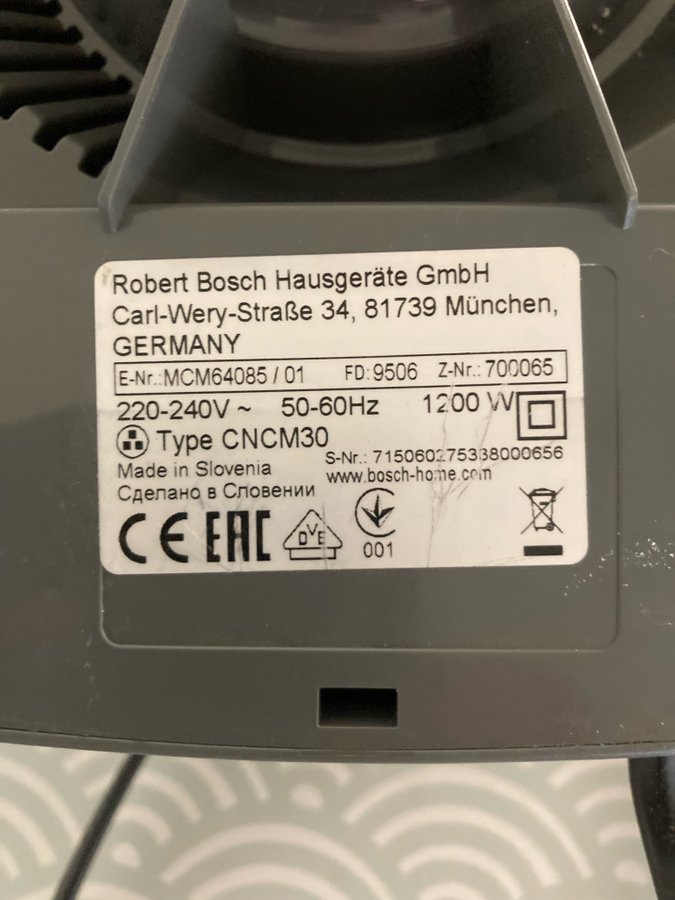 Robert Bosch Hausgeräte GmbH
Carl-Wery-Straße 34, 81739 München,
GERMANY
E-Nr.:MCM64085 / 01 FD:9506 Z-Nr.:700065
220-240V ~ 50-60Hz 1200 W
Type CNCM30
S-Nr.: 715060275338000656
Made in Slovenia
www.bosch-home.com
Сделано в Словении
CE EAC DVE
001